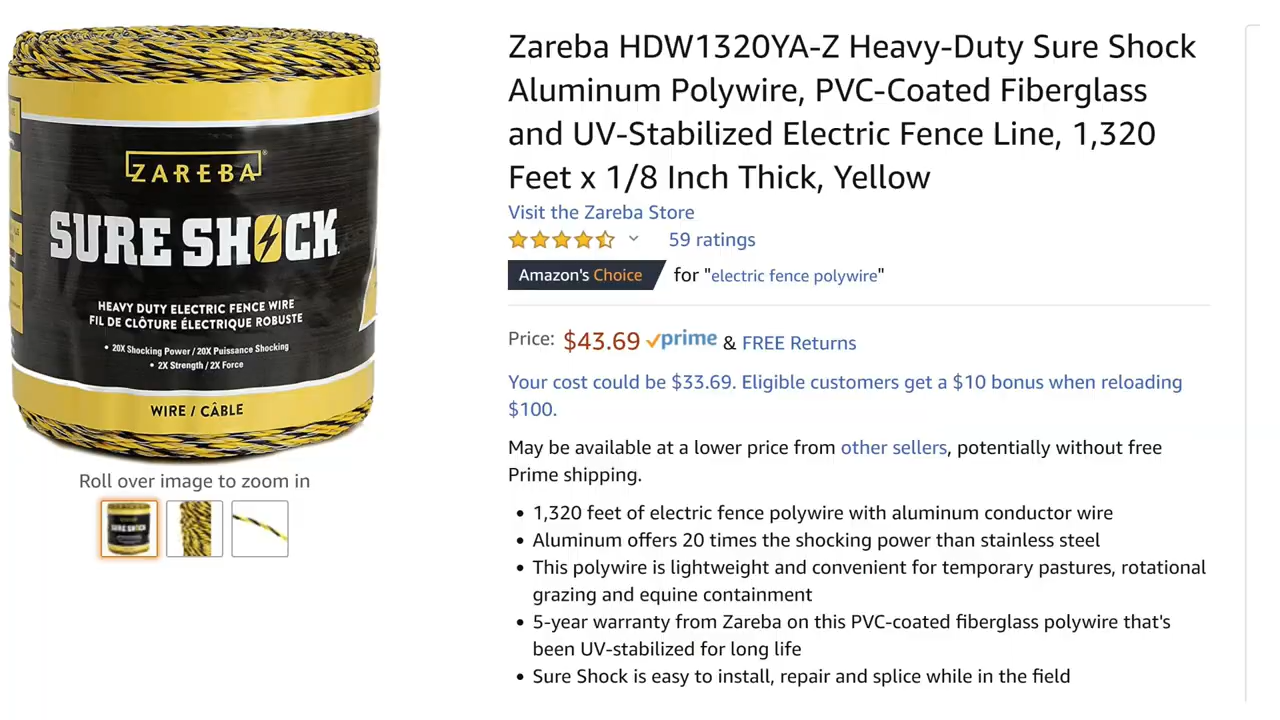 ZAREBA®
SURE SHOCK
HEAVY DUTY ELECTRIC FENCE WIRE
FIL DE CLÔTURE ÉLECTRIQUE ROBUSTE
• 20X Shocking Power / 20X Puissance Shocking
• 2X Strength / 2X Force
WIRE / CÂBLE
Roll over image to zoom in
Zareba HDW1320YA-Z Heavy-Duty Sure Shock
Aluminum Polywire, PVC-Coated Fiberglass
and UV-Stabilized Electric Fence Line, 1,320
Feet x 1/8 Inch Thick, Yellow
Visit the Zareba Store
59 ratings
Amazon's Choice for "electric fence polywire"
Price: $43.69 prime & FREE Returns
Your cost could be $33.69. Eligible customers get a $10 bonus when reloading
$100.
May be available at a lower price from other sellers, potentially without free
Prime shipping.
• 1,320 feet of electric fence polywire with aluminum conductor wire
• Aluminum offers 20 times the shocking power than stainless steel
• This polywire is lightweight and convenient for temporary pastures, rotational
grazing and equine containment
• 5-year warranty from Zareba on this PVC-coated fiberglass polywire that's
been UV-stabilized for long life
• Sure Shock is easy to install, repair and splice while in the field